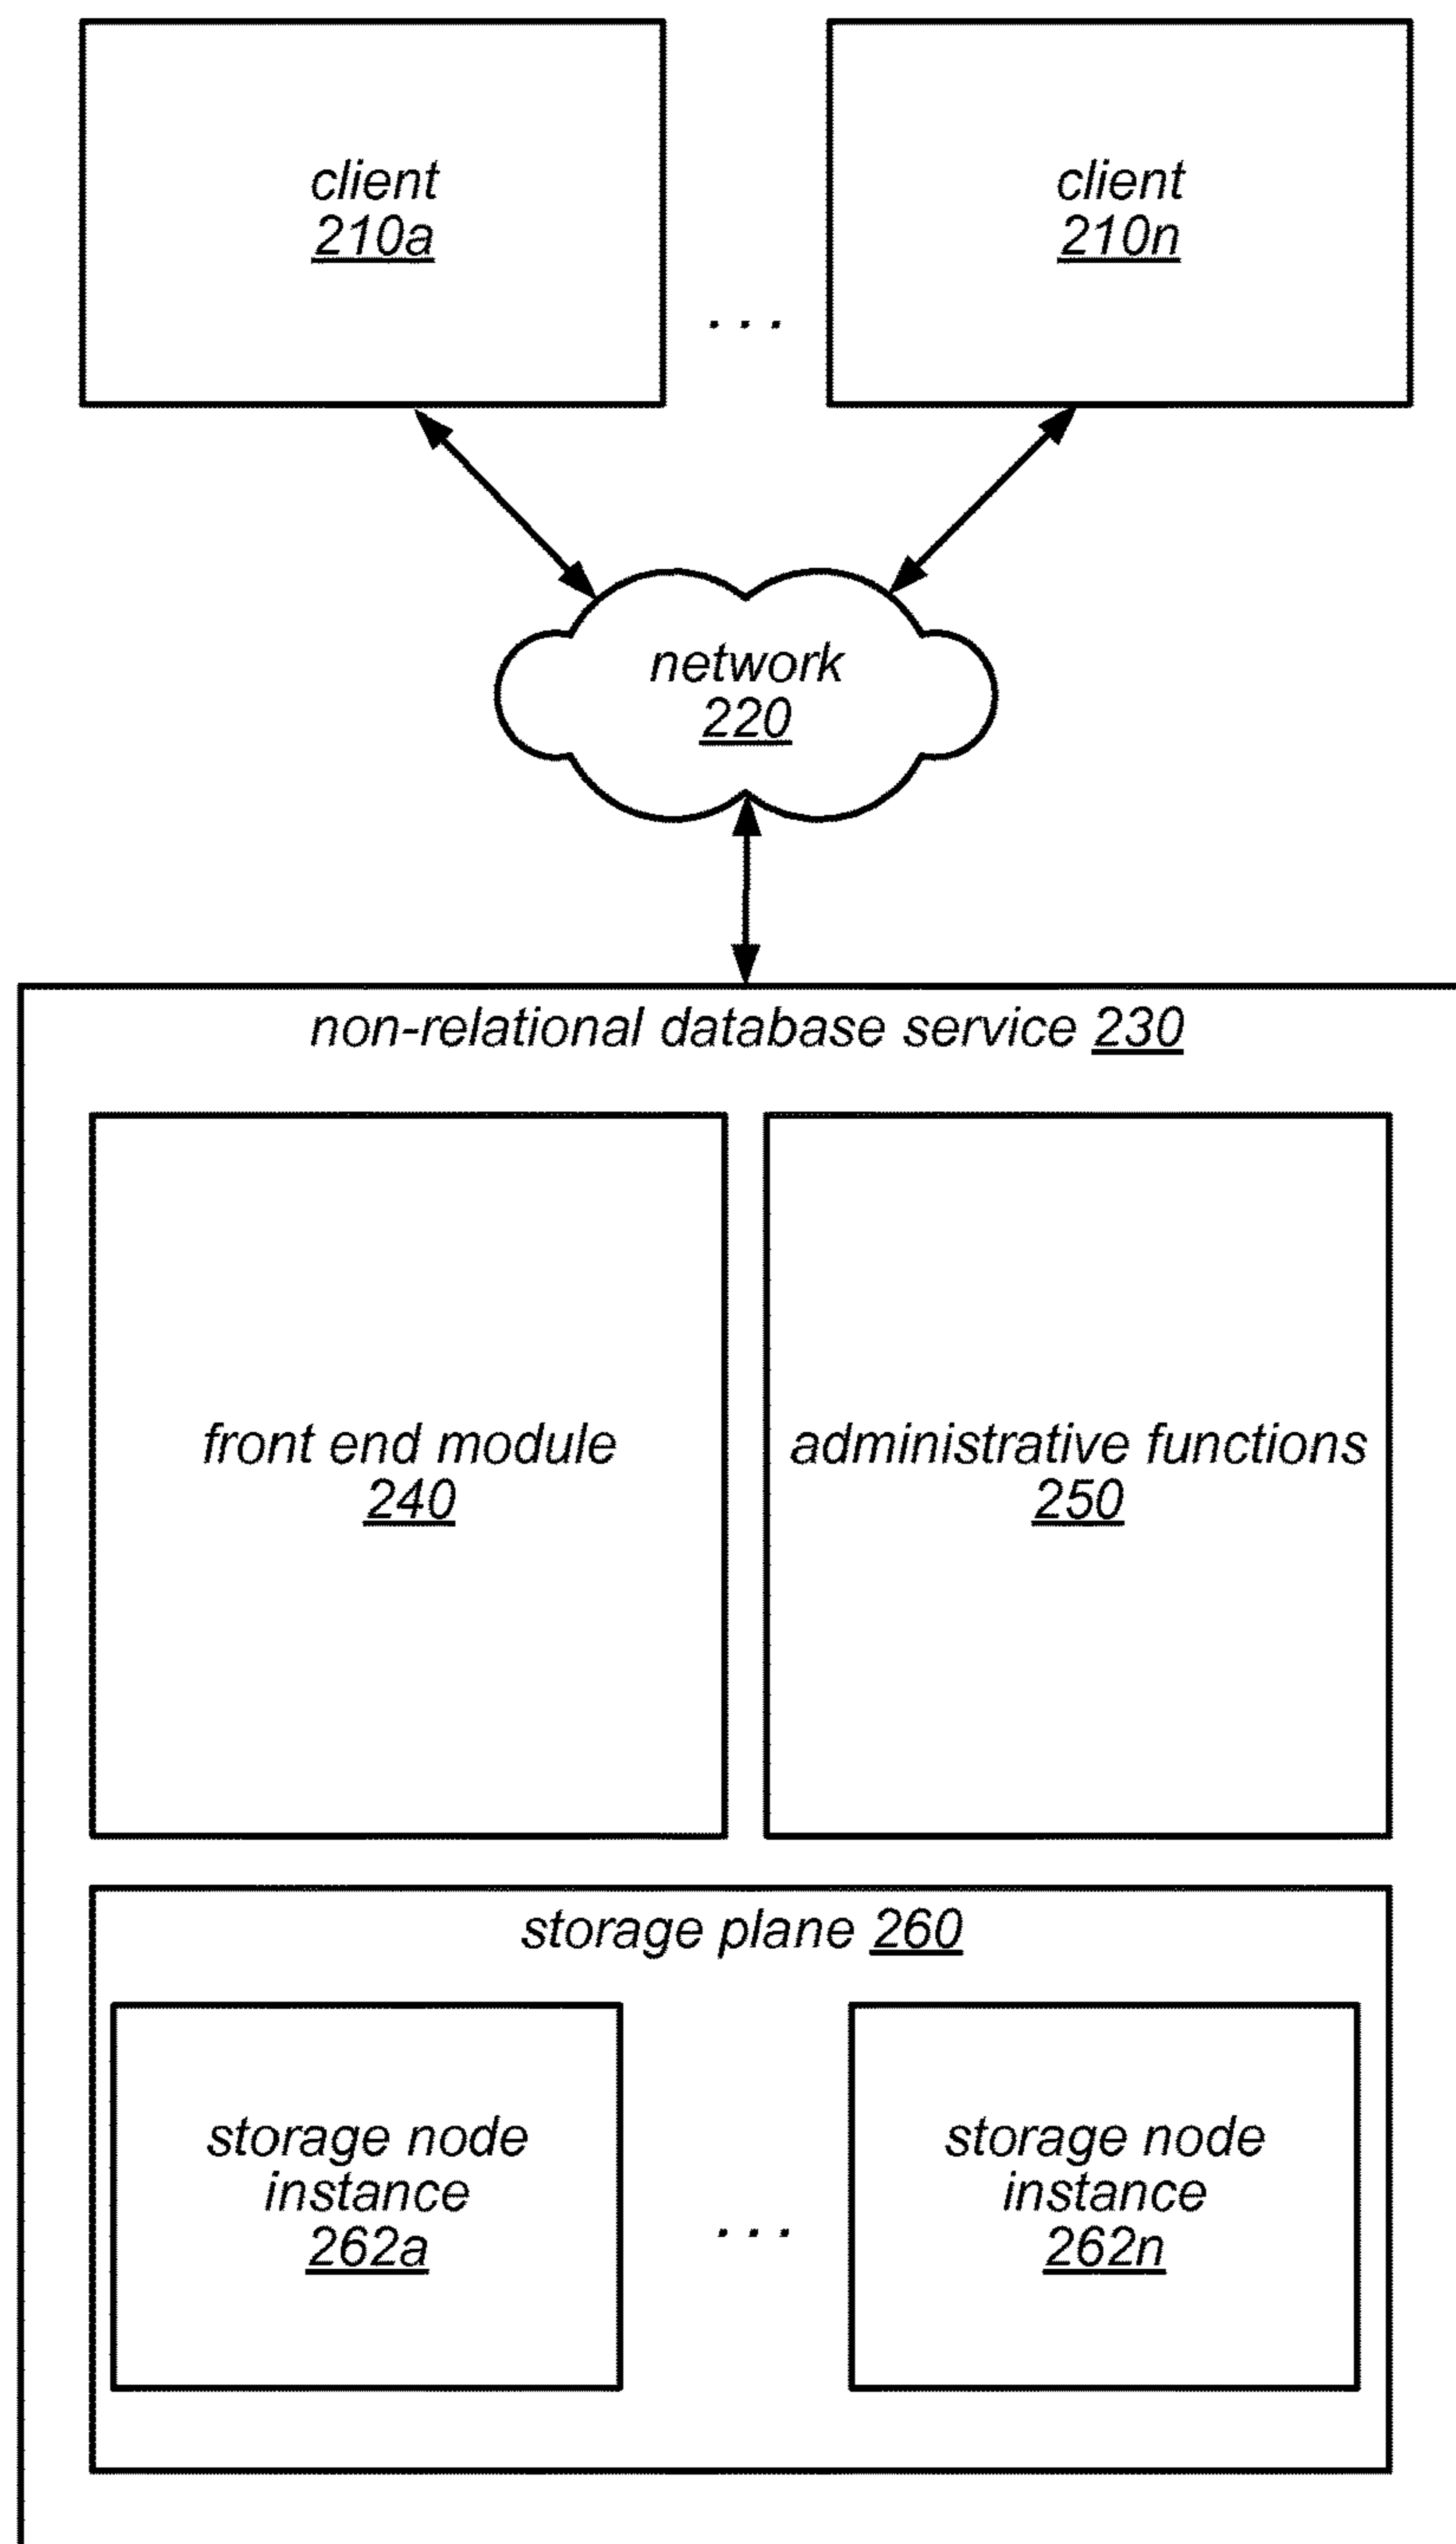 client
210a
client
210n
. . .
network
220
non-relational database service 230
front end module
240
administrative functions
250
storage plane 260
storage node
instance
262a
. . .
storage node
instance
262n